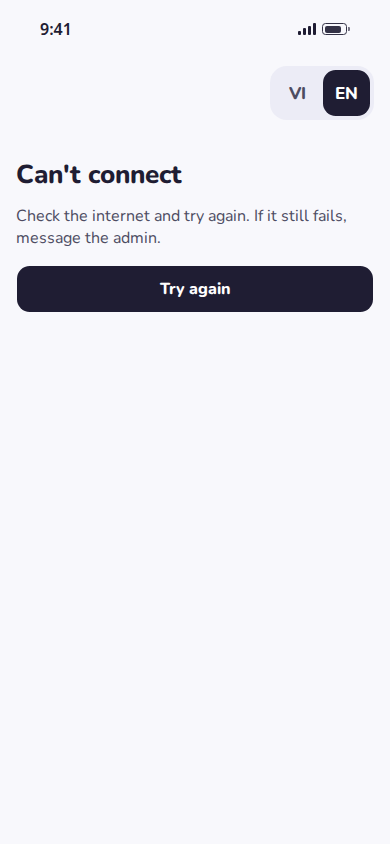 9:41
VI EN
Can't connect
Check the internet and try again. If it still fails,
message the admin.
Try again